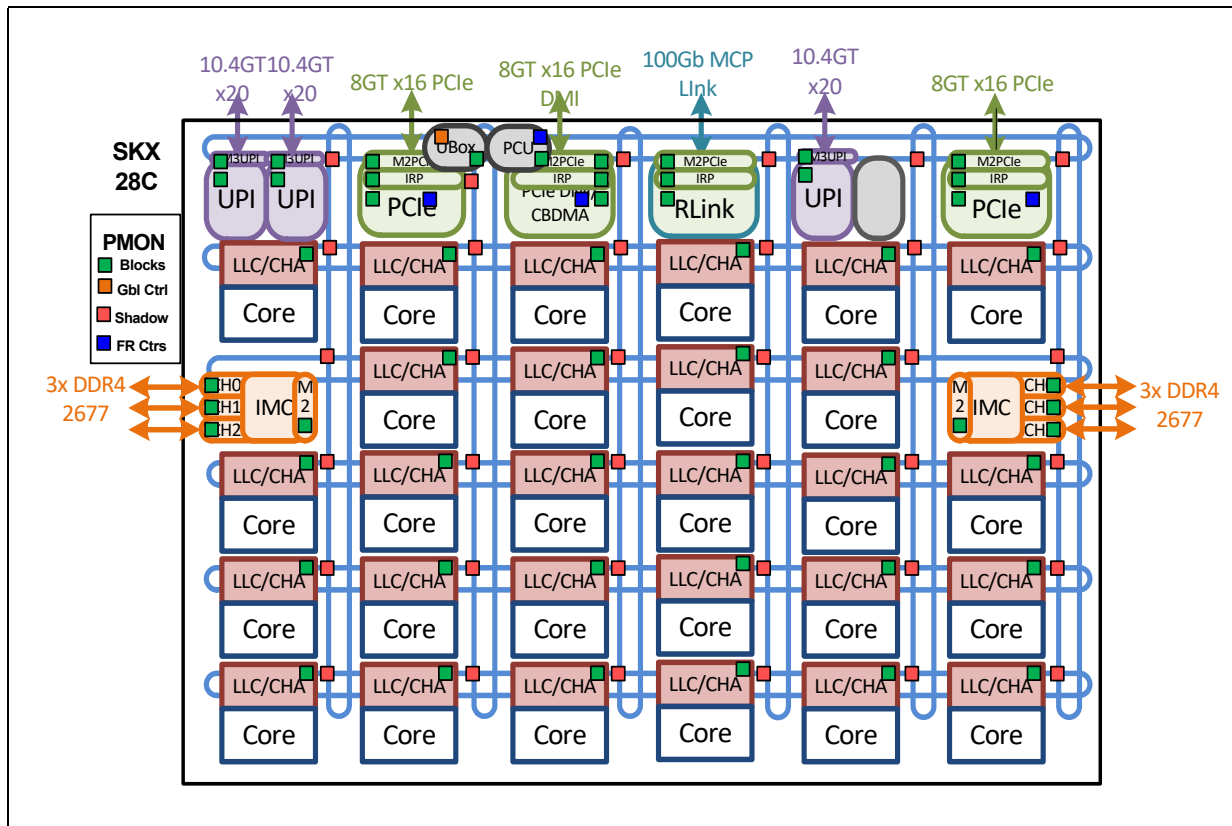 10.4GT 10.4GT
x20 x20
8GT x16 PCIe
8GT x16 PCIe
DMI
100Gb MCP
LInk
10.4GT
x20
8GT x16 PCIe
SKX
28C
PMON
Blocks
Gbl Ctrl
Shadow
FR Ctrs
UBox PCU
M3UPI M3UPI M2PCIe M2PCIe M2PCIe M3UPI M2PCIe
IRP IRP IRP IRP
UPI UPI PCIe PCIe DMI/ RLink UPI PCIe
CBDMA
LLC/CHA LLC/CHA LLC/CHA LLC/CHA LLC/CHA LLC/CHA
Core Core Core Core Core Core
LLC/CHA LLC/CHA LLC/CHA LLC/CHA
Core Core Core Core
3x DDR4
2677
CH0
CH1
CH2
IMC
M
2
M
2
IMC
CH
CH
CH
3x DDR4
2677
LLC/CHA LLC/CHA LLC/CHA LLC/CHA LLC/CHA LLC/CHA
Core Core Core Core Core Core
LLC/CHA LLC/CHA LLC/CHA LLC/CHA LLC/CHA LLC/CHA
Core Core Core Core Core Core
LLC/CHA LLC/CHA LLC/CHA LLC/CHA LLC/CHA LLC/CHA
Core Core Core Core Core Core